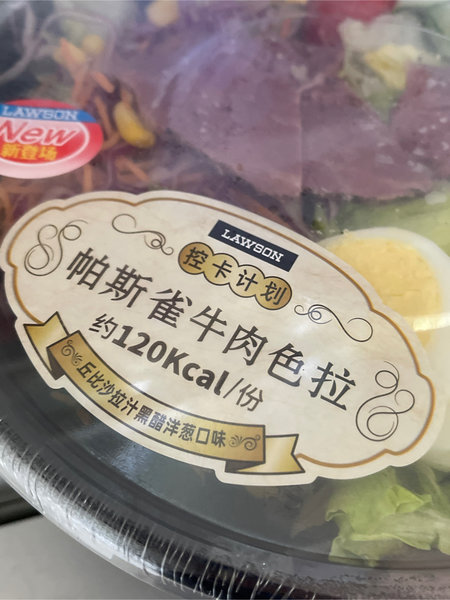 LAWSON
New
新登场
LAWSON
控卡计划
帕斯雀牛肉色拉
约120Kcal/份
丘比沙拉汁黑醋洋葱口味